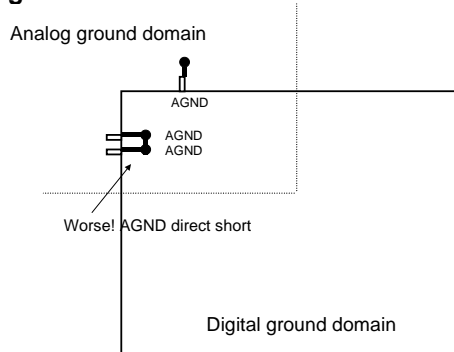 g
Analog ground domain
AGND
AGND
AGND
Worse! AGND direct short
Digital ground domain